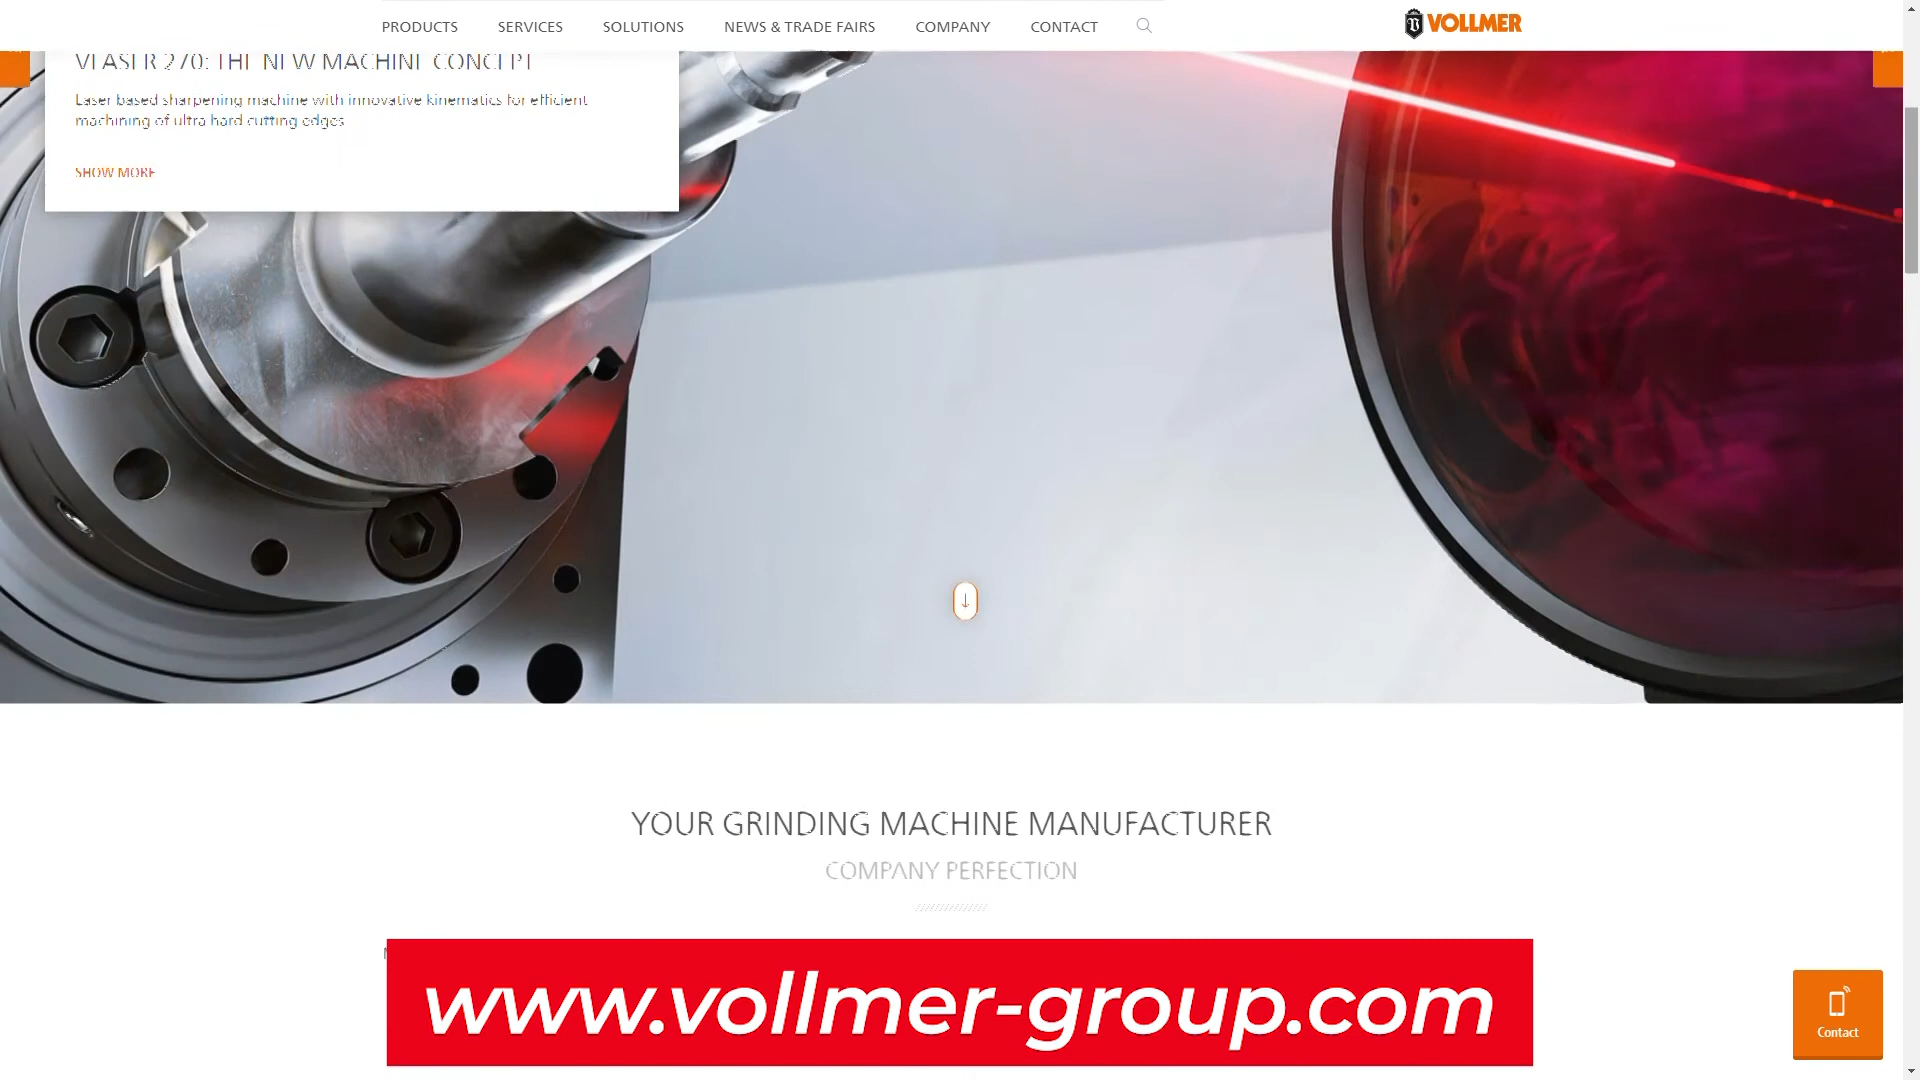 PRODUCTS SERVICES SOLUTIONS NEWS & TRADE FAIRS COMPANY CONTACT VOLLMER
VLASER 270: THE NEW MACHINE CONCEPT
Laser based sharpening machine with innovative kinematics for efficient
machining of ultra hard cutting edges
SHOW MORE
YOUR GRINDING MACHINE MANUFACTURER
COMPANY PERFECTION
www.vollmer-group.com
Contact